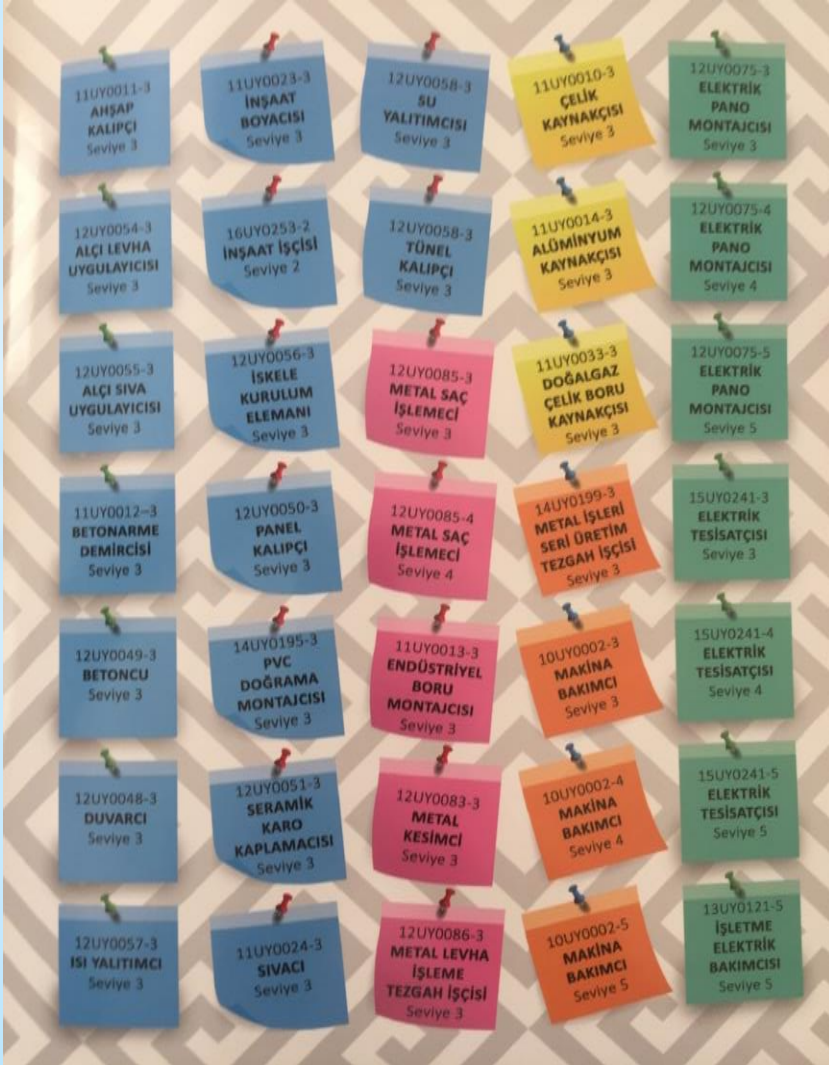 11UY0011-3
AHŞAP
KALIPÇI
Seviye 3
11UY0023-3
İNŞAAT
BOYACISI
Seviye 3
12UY0058-3
SU
YALITIMCISI
Seviye 3
11UY0010-3
ÇELİK
KAYNAKÇISI
Seviye 3
12UY0075-3
ELEKTRİK
PANO
MONTAJCISI
Seviye 3
12UY0054-3
ALÇI LEVHA
UYGULAYICISI
Seviye 3
16UY0253-2
İNŞAAT İŞÇİSİ
Seviye 2
12UY0058-3
TÜNEL
KALIPÇI
Seviye 3
11UY0014-3
ALÜMİNYUM
KAYNAKÇISI
Seviye 3
12UY0075-4
ELEKTRİK
PANO
MONTAJCISI
Seviye 4
12UY0055-3
ALÇI SIVA
UYGULAYICISI
Seviye 3
12UY0056-3
İSKELE
KURULUM
ELEMANI
Seviye 3
12UY0085-3
METAL SAÇ
İŞLEMECİ
Seviye 3
11UY0033-3
DOĞALGAZ
ÇELİK BORU
KAYNAKÇISI
Seviye 3
12UY0075-5
ELEKTRİK
PANO
MONTAJCISI
Seviye 5
11UY0012–3
BETONARME
DEMİRCİSİ
Seviye 3
12UY0050-3
PANEL
KALIPÇI
Seviye 3
12UY0085-4
METAL SAÇ
İŞLEMECİ
Seviye 4
14UY0199-3
METAL İŞLERİ
SERİ ÜRETİM
TEZGAH İŞÇİSİ
Seviye 3
15UY0241-3
ELEKTRİK
TESİSATÇISI
Seviye 3
12UY0049-3
BETONCU
Seviye 3
14UY0195-3
PVC
DOĞRAMA
MONTAJCISI
Seviye 3
11UY0013-3
ENDÜSTRİYEL
BORU
MONTAJCISI
Seviye 3
10UY0002-3
MAKİNA
BAKIMCI
Seviye 3
15UY0241-4
ELEKTRİK
TESİSATÇISI
Seviye 4
12UY0048-3
DUVARCI
Seviye 3
12UY0051-3
SERAMİK
KARO
KAPLAMACISI
Seviye 3
12UY0083-3
METAL
KESİMCİ
Seviye 3
10UY0002-4
MAKİNA
BAKIMCI
Seviye 4
15UY0241-5
ELEKTRİK
TESİSATÇISI
Seviye 5
12UY0057-3
ISI YALITIMCI
Seviye 3
11UY0024-3
SIVACI
Seviye 3
12UY0086-3
METAL LEVHA
İŞLEME
TEZGAH İŞÇİSİ
Seviye 3
10UY0002-5
MAKİNA
BAKIMCI
Seviye 5
13UY0121-5
İŞLETME
ELEKTRİK
BAKIMCISI
Seviye 5